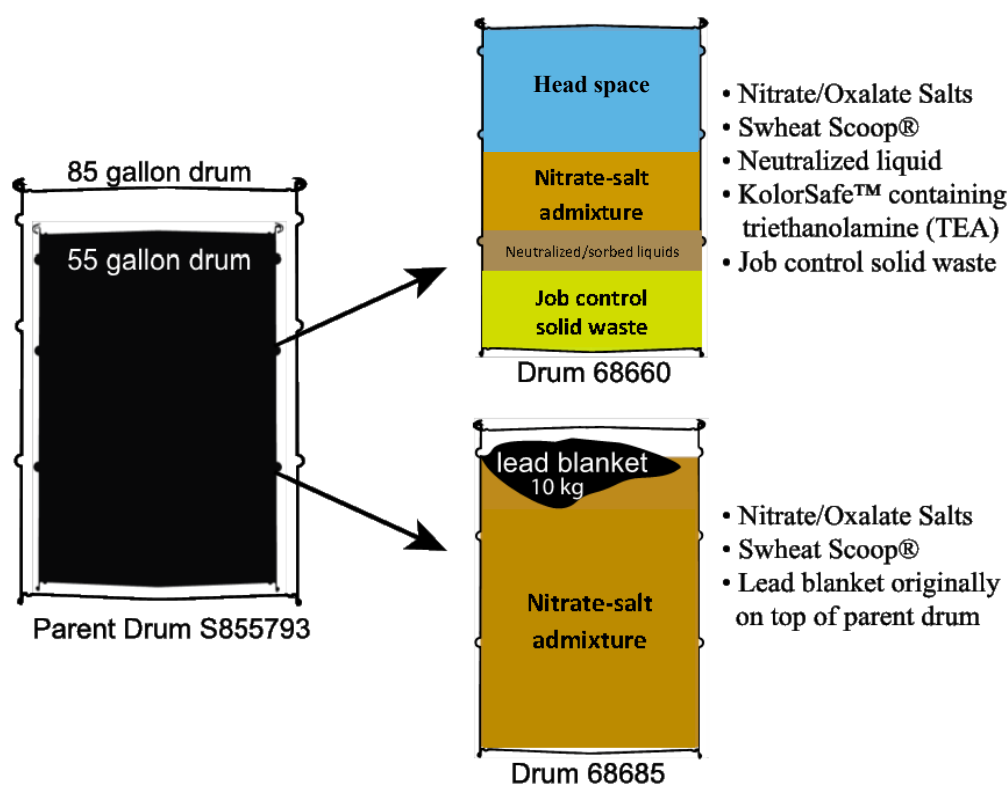 85 gallon drum
55 gallon drum
Parent Drum S855793
Head space
Nitrate-salt
admixture
Neutralized/sorbed liquids
Job control
solid waste
Drum 68660
• Nitrate/Oxalate Salts
• Swheat Scoop®
• Neutralized liquid
• KolorSafe™ containing
triethanolamine (TEA)
• Job control solid waste
lead blanket
10 kg
Nitrate-salt
admixture
Drum 68685
• Nitrate/Oxalate Salts
• Swheat Scoop®
• Lead blanket originally
on top of parent drum